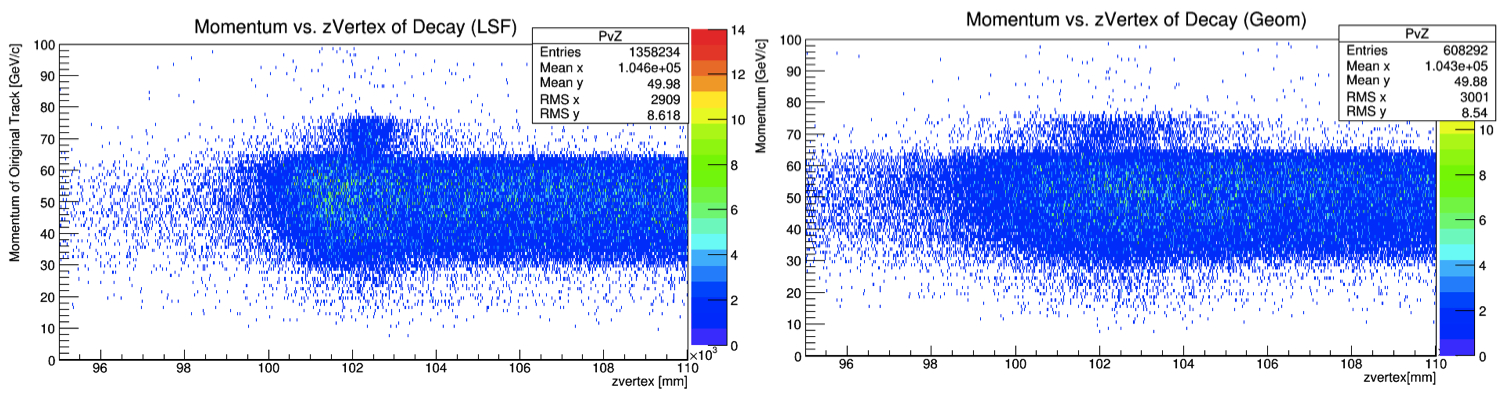 Momentum vs. zVertex of Decay (LSF)
PvZ
Entries 1358234
Mean x 1.046e+05
Mean y 49.98
RMS x 2909
RMS y 8.618
Momentum of Original Track [GeV/c]
100
90
80
70
60
50
40
30
20
10
0
96 98 100 102 104 106 108 110
×10³
zvertex [mm]
14
12
10
8
6
4
2
0
Momentum vs. zVertex of Decay (Geom)
PvZ
Entries 608292
Mean x 1.043e+05
Mean y 49.88
RMS x 3001
RMS y 8.54
Momentum [GeV/c]
100
90
80
70
60
50
40
30
20
10
0
96 98 100 102 104 106 108 110
zvertex[mm]
10
8
6
4
2
0